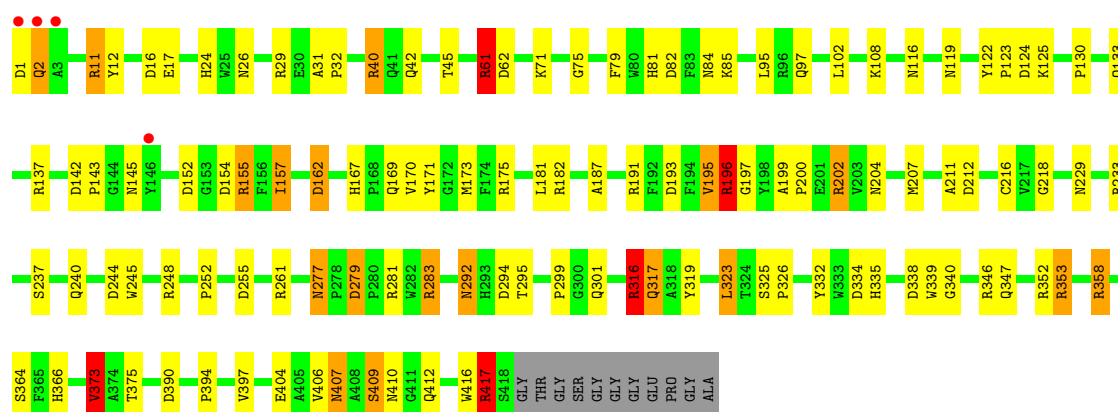 D1 Q2 A3 R11 Y12 D16 E17 H24 W25 N26 R29 E30 A31 P32 R40 Q41 Q42 T45 R61 D62 K71 G75 F79 W80 H81 D82 F83 N84 K85 L95 R96 Q97 L102 K108 N116 N119 Y122 P123 D124 K125 P130 Q133
R137 D142 P143 G144 N145 Y146 D152 G153 D154 R155 F156 I157 D162 H167 P168 Q169 V170 Y171 G172 M173 F174 R175 L181 R182 A187 R191 F192 D193 F194 V195 R196 G197 Y198 A199 P200 E201 R202 V203 N204 M207 A211 D212 G216 V217 G218 N229 R233
S237 Q240 D244 W245 R248 P252 D255 R261 N277 P278 D279 P280 R281 W282 R283 N292 H293 D294 T295 P299 G300 Q301 R316 Q317 A318 Y319 L323 T324 S325 P326 Y332 W333 D334 H335 D338 W339 G340 R346 Q347 R352 R353 R358
S364 F365 H366 V373 A374 T375 D390 P394 V397 E404 A405 V406 N407 A408 S409 N410 G411 Q412 W416 R417 S418 GLY THR GLY SER GLY GLY GLY GLU PRO GLY ALA